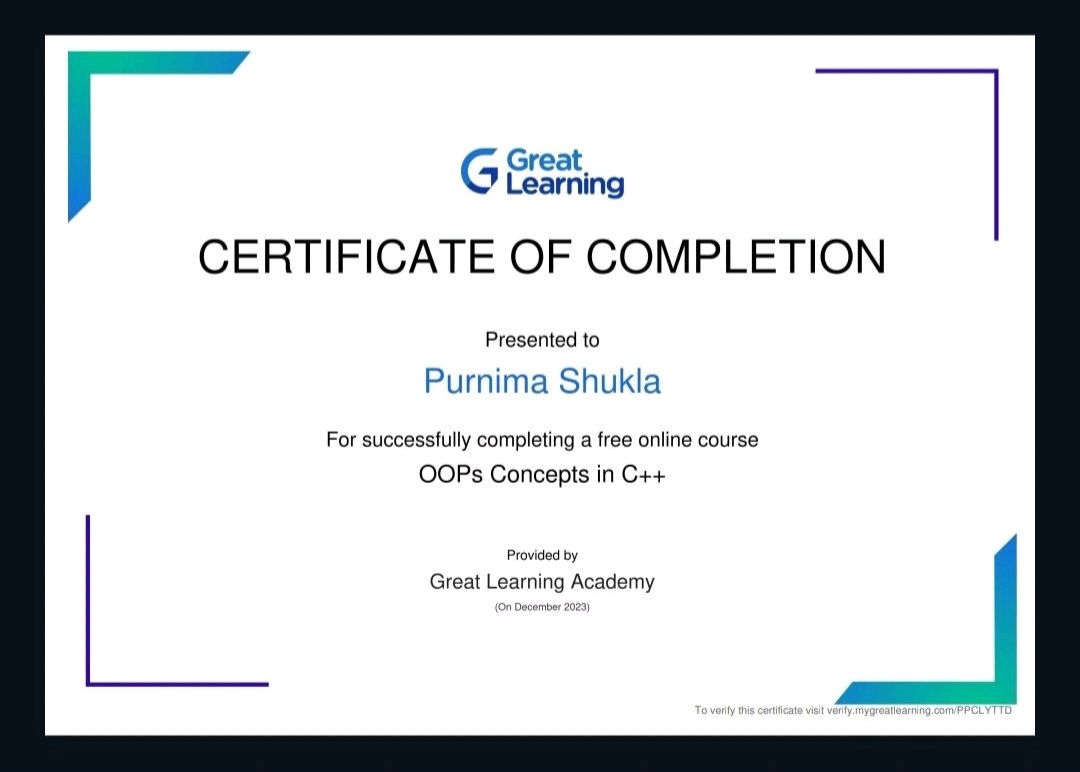 Great
Learning
CERTIFICATE OF COMPLETION
Presented to
Purnima Shukla
For successfully completing a free online course
OOPs Concepts in C++
Provided by
Great Learning Academy
(On December 2023)
To verify this certificate visit verify.mygreatlearning.com/PPCLYTTD